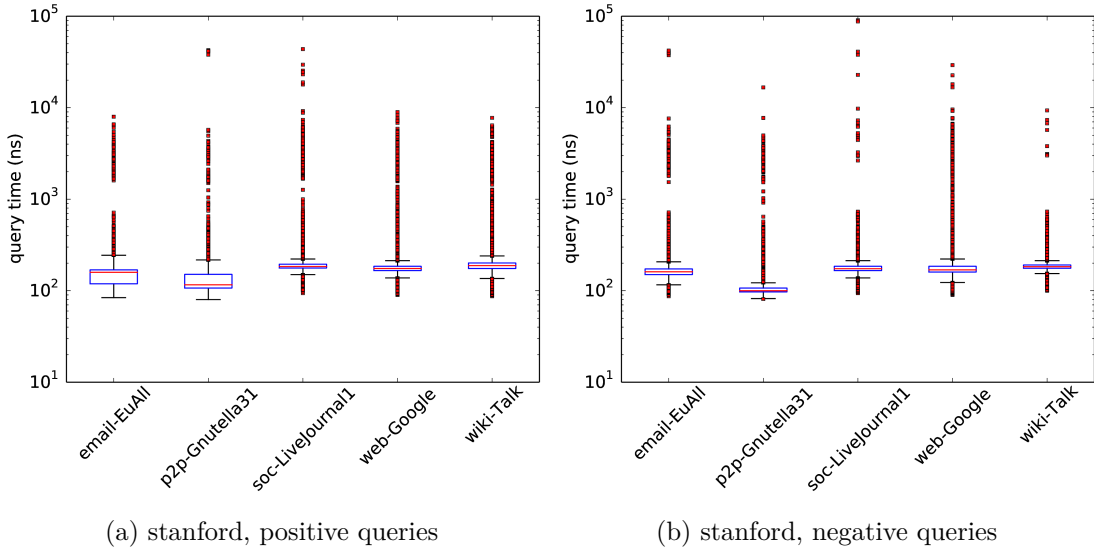 10^5
10^4
10^3
10^2
10^1
query time (ns)
email-EuAll
p2p-Gnutella31
soc-LiveJournal1
web-Google
wiki-Talk
(a) stanford, positive queries
10^5
10^4
10^3
10^2
10^1
query time (ns)
email-EuAll
p2p-Gnutella31
soc-LiveJournal1
web-Google
wiki-Talk
(b) stanford, negative queries